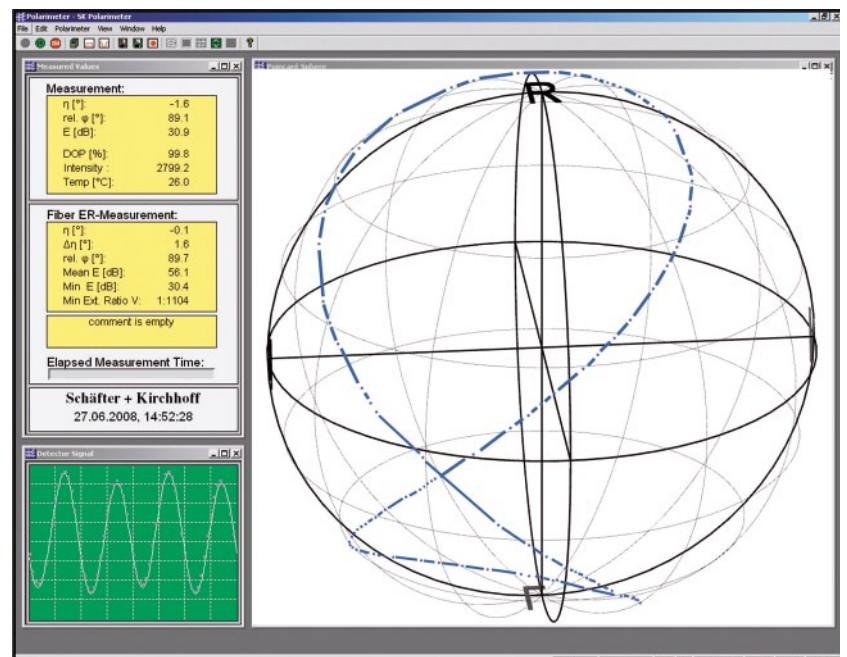 Polarimeter - SK Polarimeter
File Edit Polarimeter View Window Help
Measured Values
Measurement:
η [°]: -1.6
rel. φ [°]: 89.1
E [dB]: 30.9
DOP [%]: 99.8
Intensity : 2799.2
Temp [°C]: 26.0
Fiber ER-Measurement:
η [°]: -0.1
Δη [°]: 1.6
rel. φ [°]: 89.7
Mean E [dB]: 56.1
Min E [dB]: 30.4
Min Ext. Ratio V: 1:1104
comment is empty
Elapsed Measurement Time:
Schäfter + Kirchhoff
27.06.2008, 14:52:28
Detector Signal
Poincaré Sphere
R
L